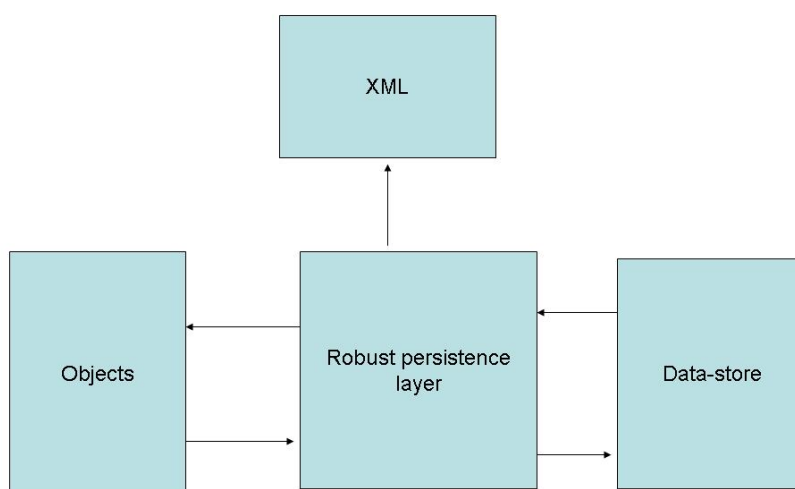 XML
Objects
Robust persistence
layer
Data-store